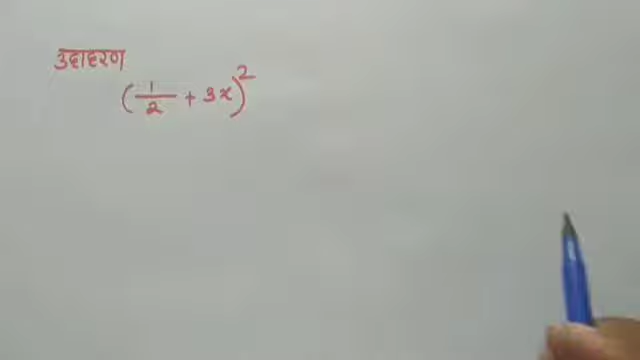 उदाहरण
(1/2 + 3x)²